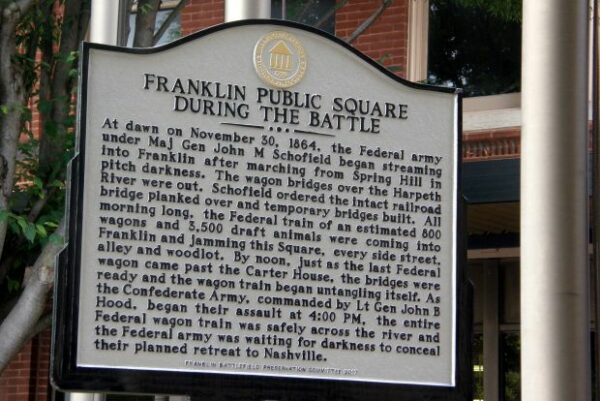 FRANKLIN PUBLIC SQUARE
DURING THE BATTLE
At dawn on November 30, 1864, the Federal army
under Maj Gen John M Schofield began streaming
into Franklin after marching from Spring Hill in
pitch darkness. The wagon bridges over the Harpeth
River were out. Schofield ordered the intact railroad
bridge planked over and temporary bridges built. All
morning long, the Federal train of an estimated 800
wagons and 3,500 draft animals were coming into
Franklin and jamming this Square, every side street,
alley and woodlot. By noon, just as the last Federal
wagon came past the Carter House, the bridges were
ready and the wagon train began untangling itself. As
the Confederate Army, commanded by Lt Gen John B
Hood, began their assault at 4:00 PM, the entire
Federal wagon train was safely across the river and
the Federal army was waiting for darkness to conceal
their planned retreat to Nashville.
FRANKLIN BATTLEFIELD PRESERVATION COMMITTEE 2017